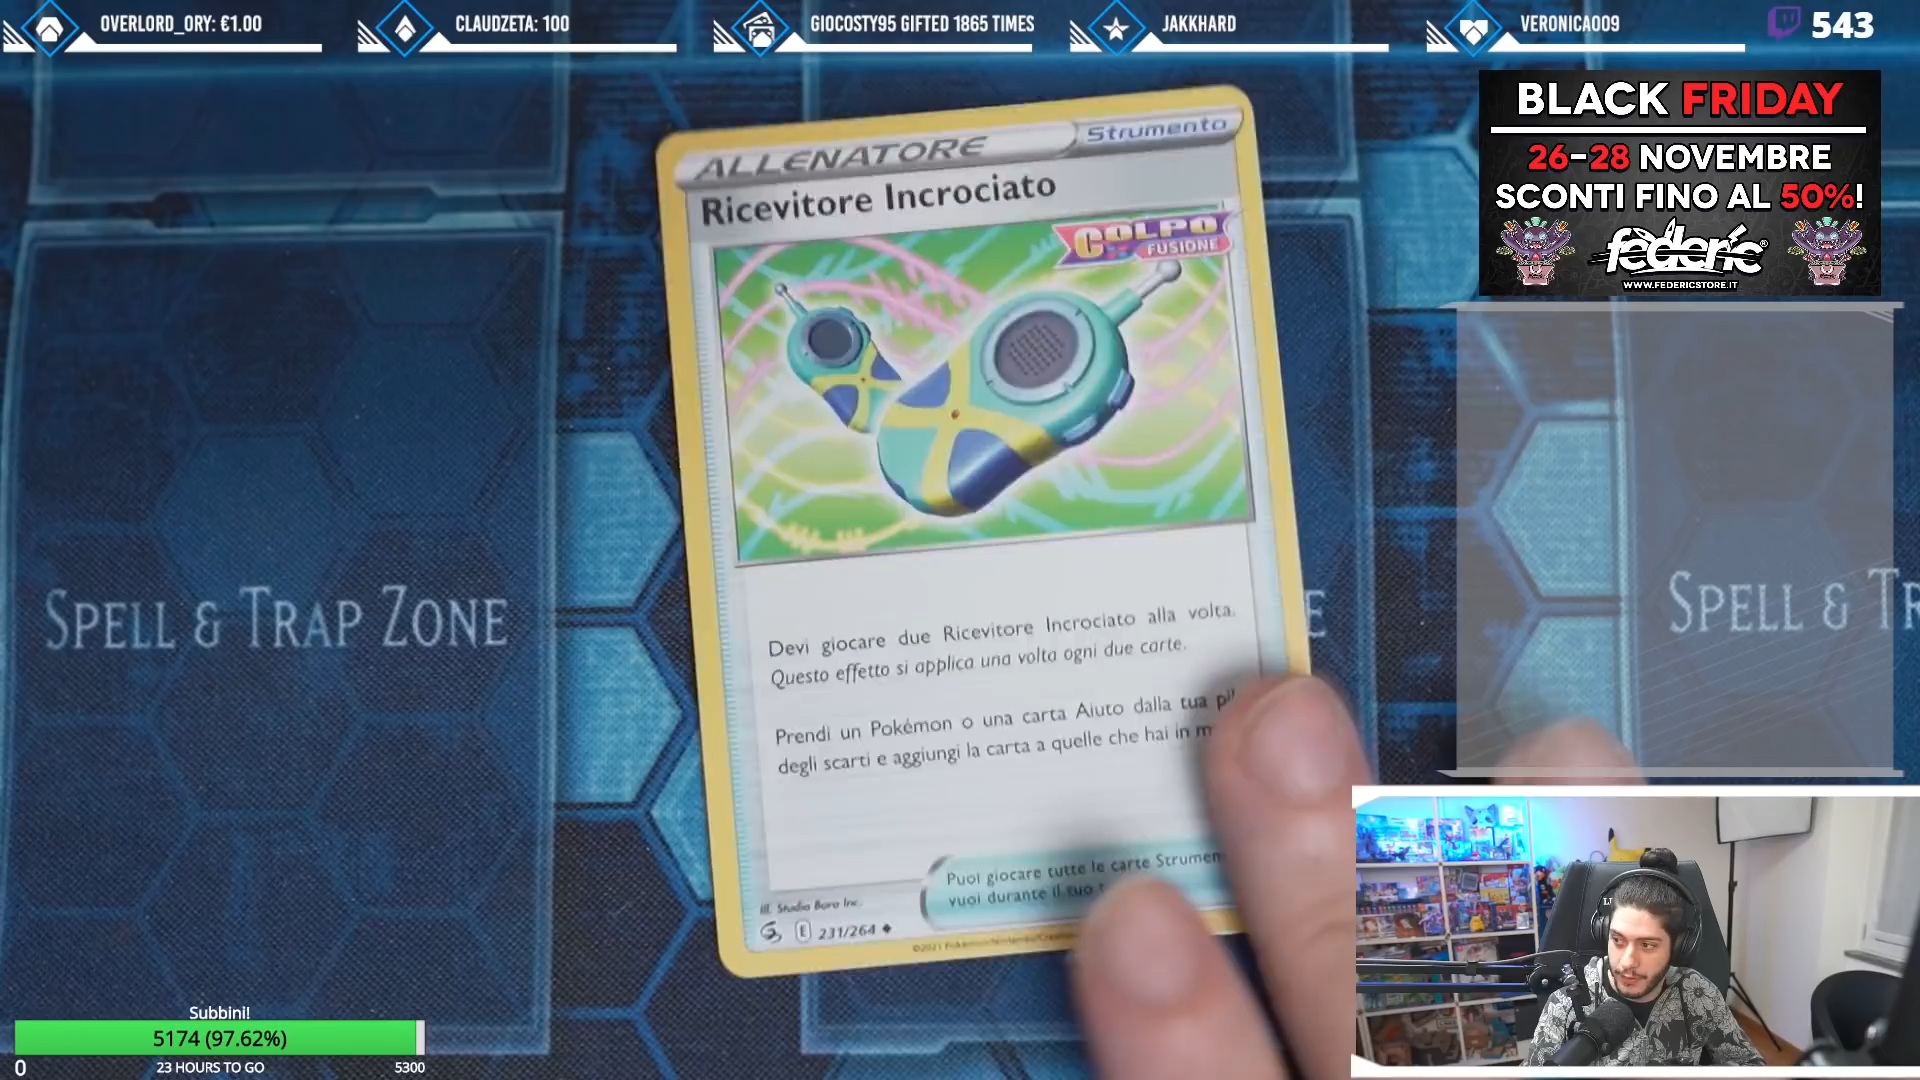 OVERLORD_ORY: €1.00
CLAUDZETA: 100
GIOCOSTY95 GIFTED 1865 TIMES
JAKKHARD
VERONICA009
543
BLACK FRIDAY
26-28 NOVEMBRE
SCONTI FINO AL 50%!
federic®
WWW.FEDERICSTORE.IT
ALLENATORE
Strumento
Ricevitore Incrociato
COLPO
FUSIONE
Devi giocare due Ricevitore Incrociato alla volta.
Questo effetto si applica una volta ogni due carte.
Prendi un Pokémon o una carta Aiuto dalla tua
degli scarti e aggiungi la carta a quelle che hai in
Puoi giocare tutte le carte
vuoi durante il tuo
Ill. Studio Bora Inc.
E 231/264
SPELL & TRAP ZONE
SPELL &
Subbini!
5174 (97.62%)
0
23 HOURS TO GO
5300